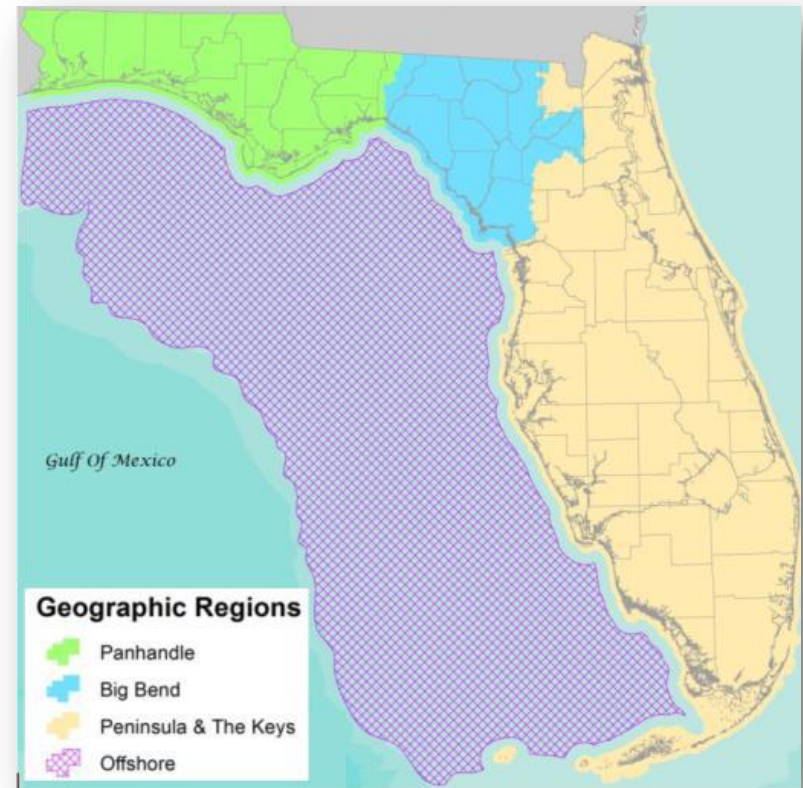 Gulf Of Mexico
Geographic Regions
Panhandle
Big Bend
Peninsula & The Keys
Offshore